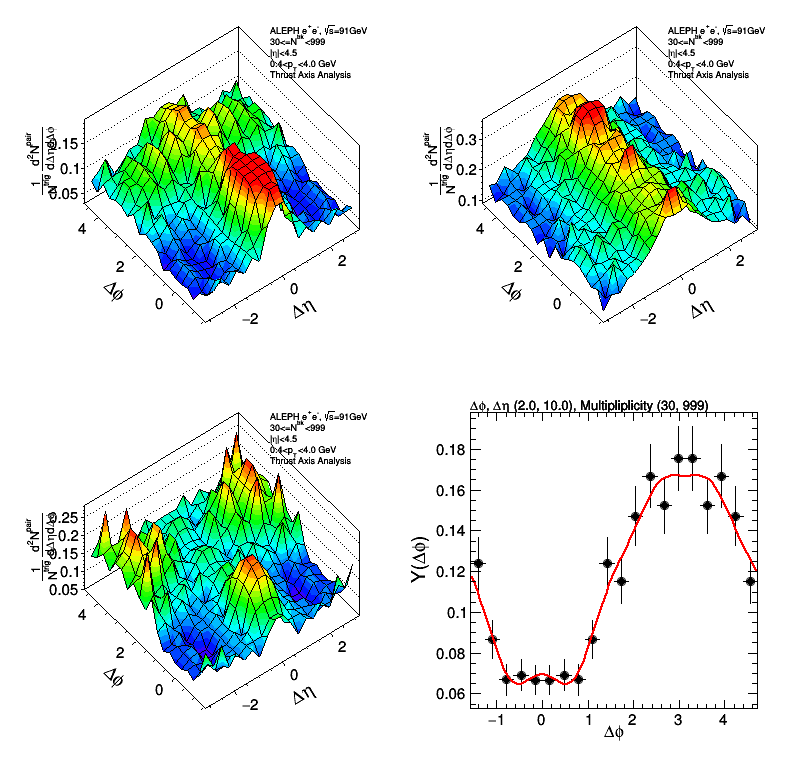 ALEPH e⁺e⁻, √s=91GeV
30<=N^trk<999
|η|<4.5
0.4<p_T<4.0 GeV
Thrust Axis Analysis
1/N^trig d²N^pair/dΔηdΔφ
0.15
0.1
0.05
4
2
0
Δφ
−2
0
2
Δη
ALEPH e⁺e⁻, √s=91GeV
30<=N^trk<999
|η|<4.5
0.4<p_T<4.0 GeV
Thrust Axis Analysis
1/N^trig d²N^pair/dΔηdΔφ
0.3
0.2
0.1
4
2
0
Δφ
−2
0
2
Δη
ALEPH e⁺e⁻, √s=91GeV
30<=N^trk<999
|η|<4.5
0.4<p_T<4.0 GeV
Thrust Axis Analysis
1/N^trig d²N^pair/dΔηdΔφ
0.25
0.2
0.15
0.1
0.05
4
2
0
Δφ
−2
0
2
Δη
Δφ, Δη (2.0, 10.0), Multipliplicity (30, 999)
Y(Δφ)
0.18
0.16
0.14
0.12
0.1
0.08
0.06
−1 0 1 2 3 4
Δφ